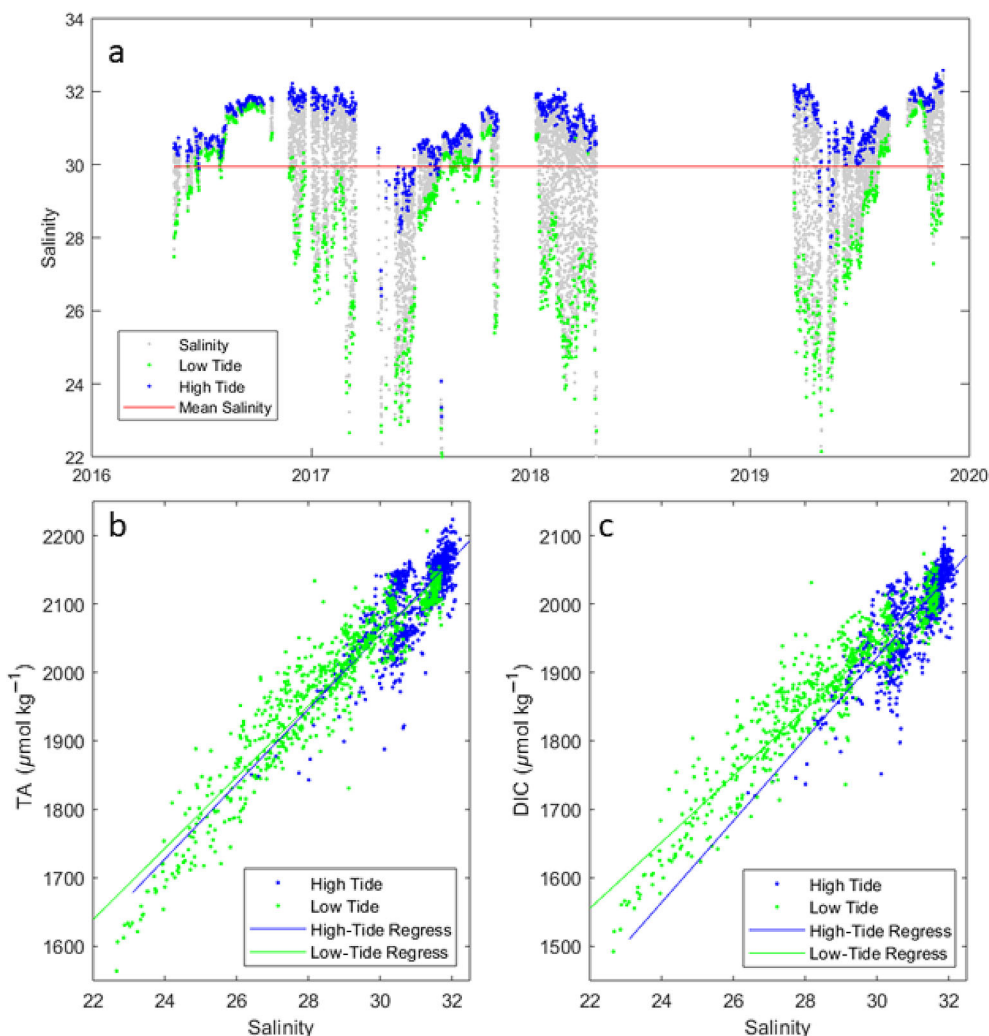 a
34
32
30
28
26
24
22
Salinity
2016 2017 2018 2019 2020
Salinity
Low Tide
High Tide
Mean Salinity
b
2200
2100
2000
1900
1800
1700
1600
TA (µmol kg⁻¹)
22 24 26 28 30 32
Salinity
High Tide
Low Tide
High-Tide Regress
Low-Tide Regress
c
2100
2000
1900
1800
1700
1600
1500
DIC (µmol kg⁻¹)
22 24 26 28 30 32
Salinity
High Tide
Low Tide
High-Tide Regress
Low-Tide Regress